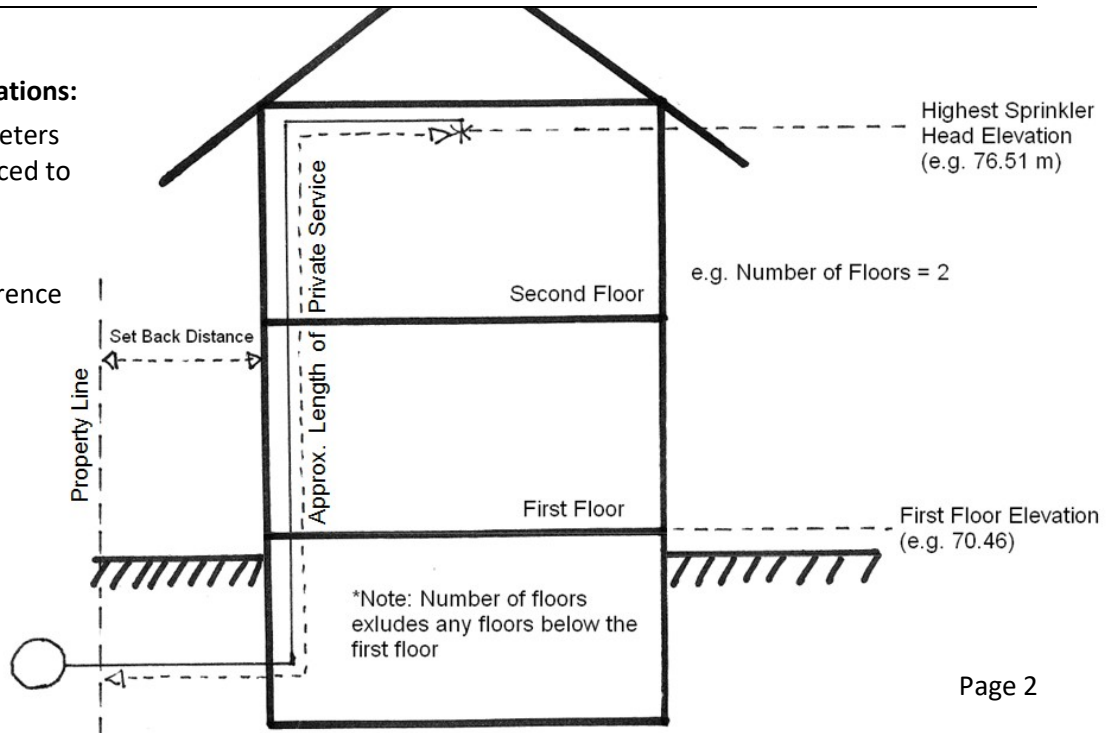 ations:
eters
ced to
rence
Highest Sprinkler
Head Elevation
(e.g. 76.51 m)
e.g. Number of Floors = 2
Second Floor
Set Back Distance
Property Line
Approx. Length of Private Service
First Floor
First Floor Elevation
(e.g. 70.46)
*Note: Number of floors
exludes any floors below the
first floor
Page 2